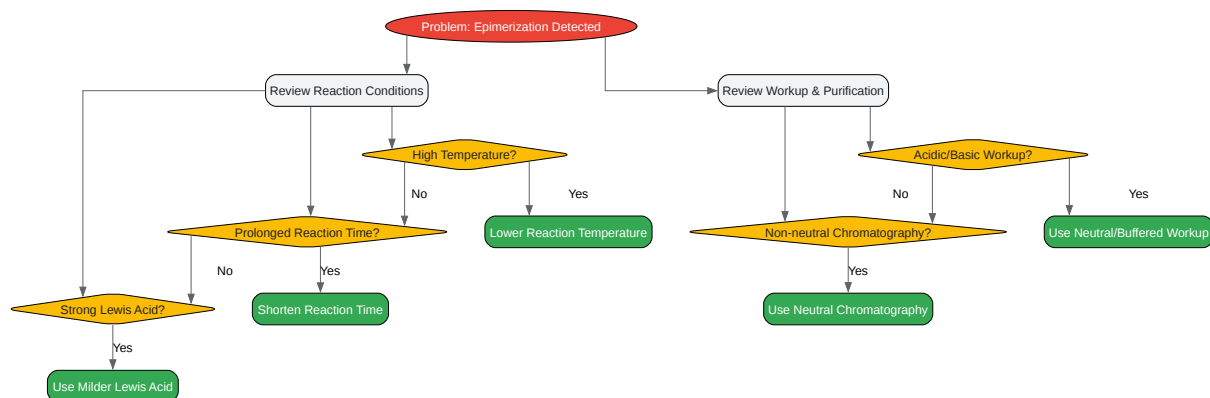 Problem: Epimerization Detected
Review Reaction Conditions
Review Workup & Purification
High Temperature?
Acidic/Basic Workup?
No
Yes
No
Yes
Prolonged Reaction Time?
Lower Reaction Temperature
Non-neutral Chromatography?
Use Neutral/Buffered Workup
No
Yes
Yes
Strong Lewis Acid?
Shorten Reaction Time
Use Neutral Chromatography
Yes
Use Milder Lewis Acid